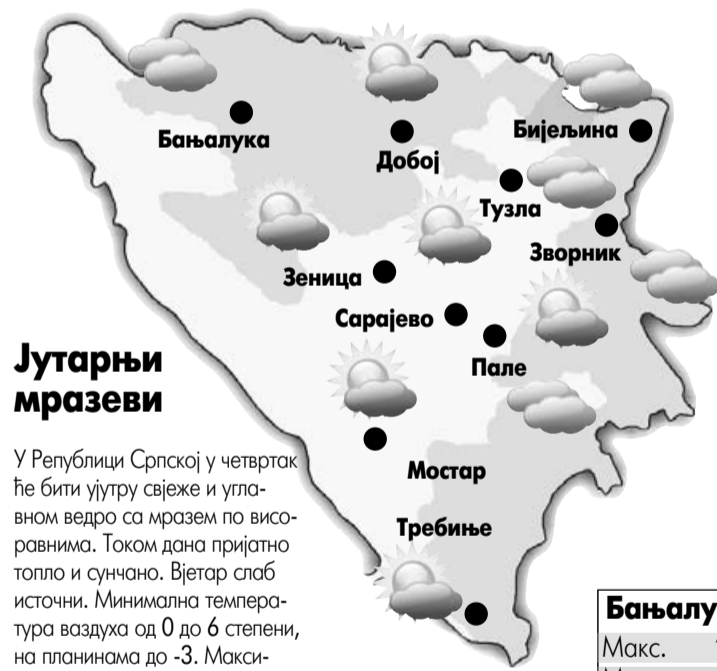 Бањалука
Добој
Бијељина
Тузла
Зворник
Зеница
Сарајево
Пале
Мостар
Требиње
Јутарњи
мразеви
У Републици Српској у четвртак
ће бити ујутру свјеже и угла-
вном ведро са мразем по висо-
равнима. Током дана пријатно
топло и сунчано. Вјетар слаб
источни. Минимална темпера-
тура ваздуха од 0 до 6 степени,
на планинама до -3. Макси-
Бањалу
Макс.